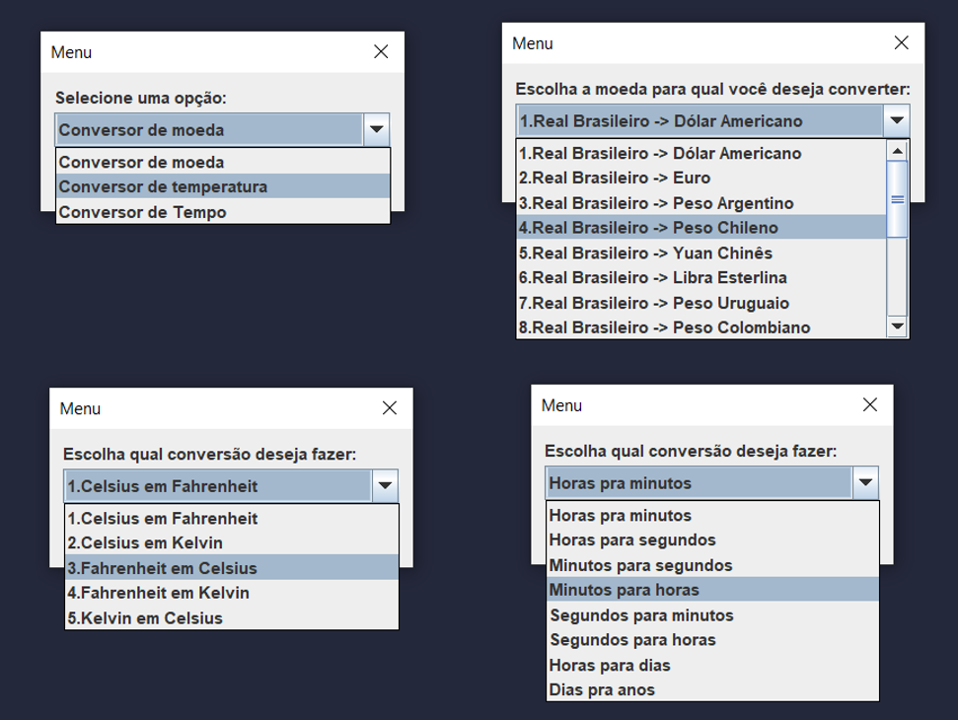 Menu
Selecione uma opção:
Conversor de moeda
Conversor de moeda
Conversor de temperatura
Conversor de Tempo
Menu
Escolha a moeda para qual você deseja converter:
1.Real Brasileiro -> Dólar Americano
1.Real Brasileiro -> Dólar Americano
2.Real Brasileiro -> Euro
3.Real Brasileiro -> Peso Argentino
4.Real Brasileiro -> Peso Chileno
5.Real Brasileiro -> Yuan Chinês
6.Real Brasileiro -> Libra Esterlina
7.Real Brasileiro -> Peso Uruguaio
8.Real Brasileiro -> Peso Colombiano
Menu
Escolha qual conversão deseja fazer:
1.Celsius em Fahrenheit
1.Celsius em Fahrenheit
2.Celsius em Kelvin
3.Fahrenheit em Celsius
4.Fahrenheit em Kelvin
5.Kelvin em Celsius
Menu
Escolha qual conversão deseja fazer:
Horas pra minutos
Horas pra minutos
Horas para segundos
Minutos para segundos
Minutos para horas
Segundos para minutos
Segundos para horas
Horas para dias
Dias pra anos